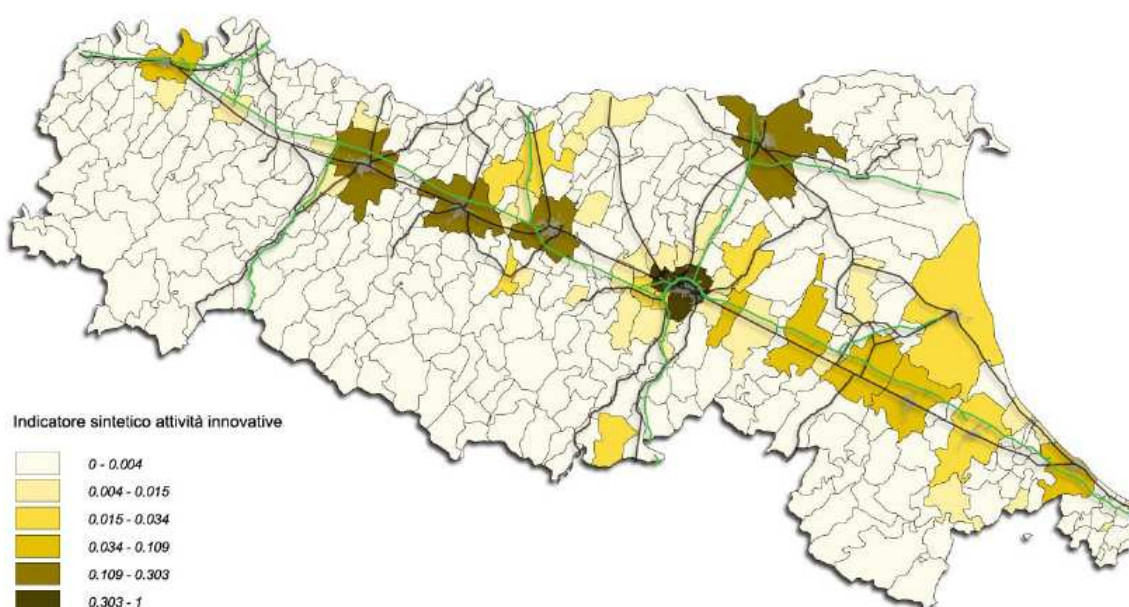 Indicatore sintetico attività innovative
0 - 0.004
0.004 - 0.015
0.015 - 0.034
0.034 - 0.109
0.109 - 0.303
0.303 - 1